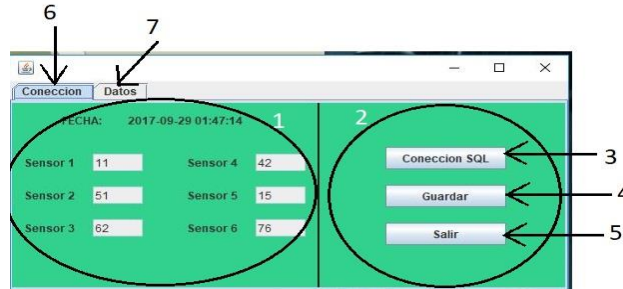 6
7
Coneccion Datos
FECHA: 2017-09-29 01:47:14 1 2
Sensor 1 11 Sensor 4 42 Coneccion SQL 3
Sensor 2 51 Sensor 5 15 Guardar 4
Sensor 3 62 Sensor 6 76 Salir 5